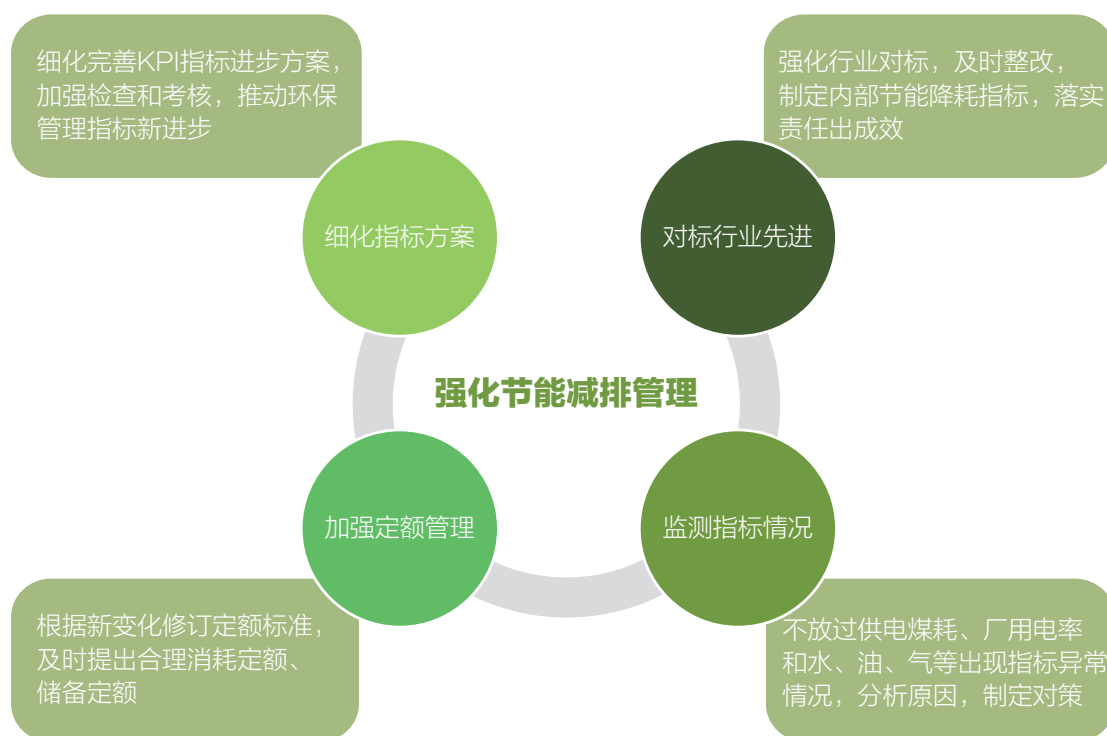 细化完善KPI指标进步方案，
加强检查和考核，推动环保
管理指标新进步
强化行业对标，及时整改，
制定内部节能降耗指标，落实
责任出成效
细化指标方案
对标行业先进
强化节能减排管理
加强定额管理
监测指标情况
根据新变化修订定额标准，
及时提出合理消耗定额、
储备定额
不放过供电煤耗、厂用电率
和水、油、气等出现指标异常
情况，分析原因，制定对策